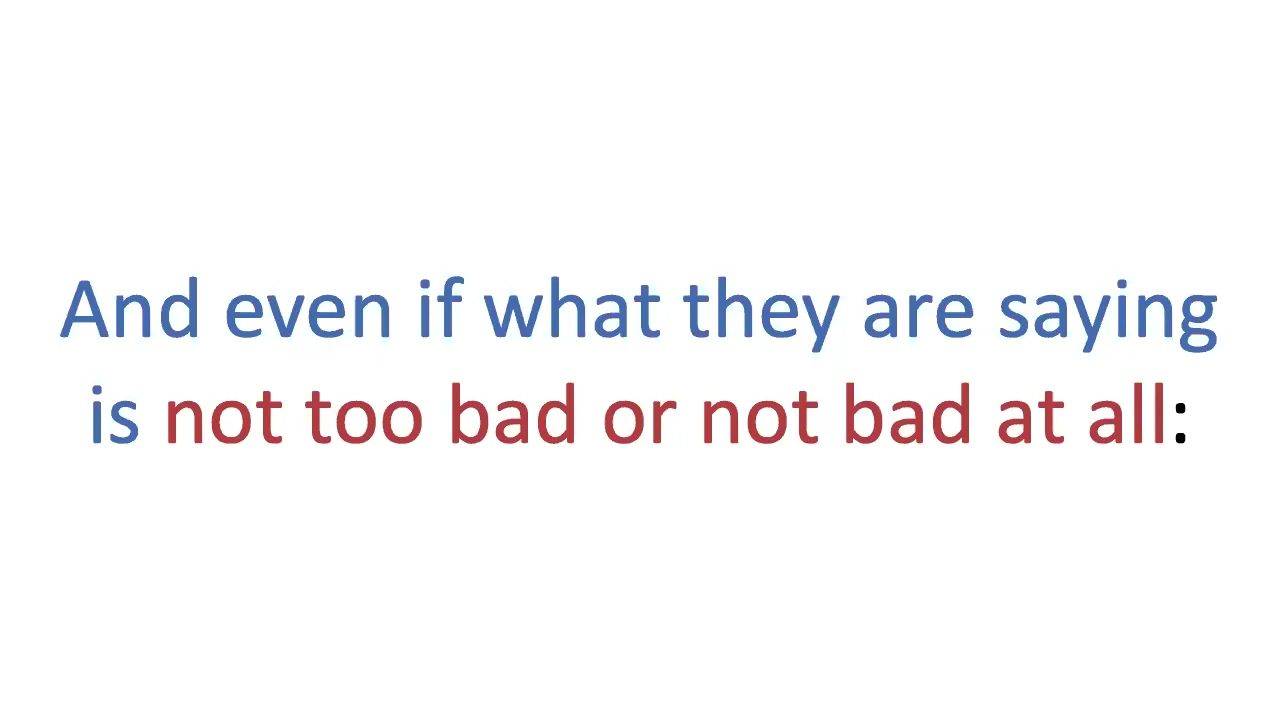 And even if what they are saying
is not too bad or not bad at all: